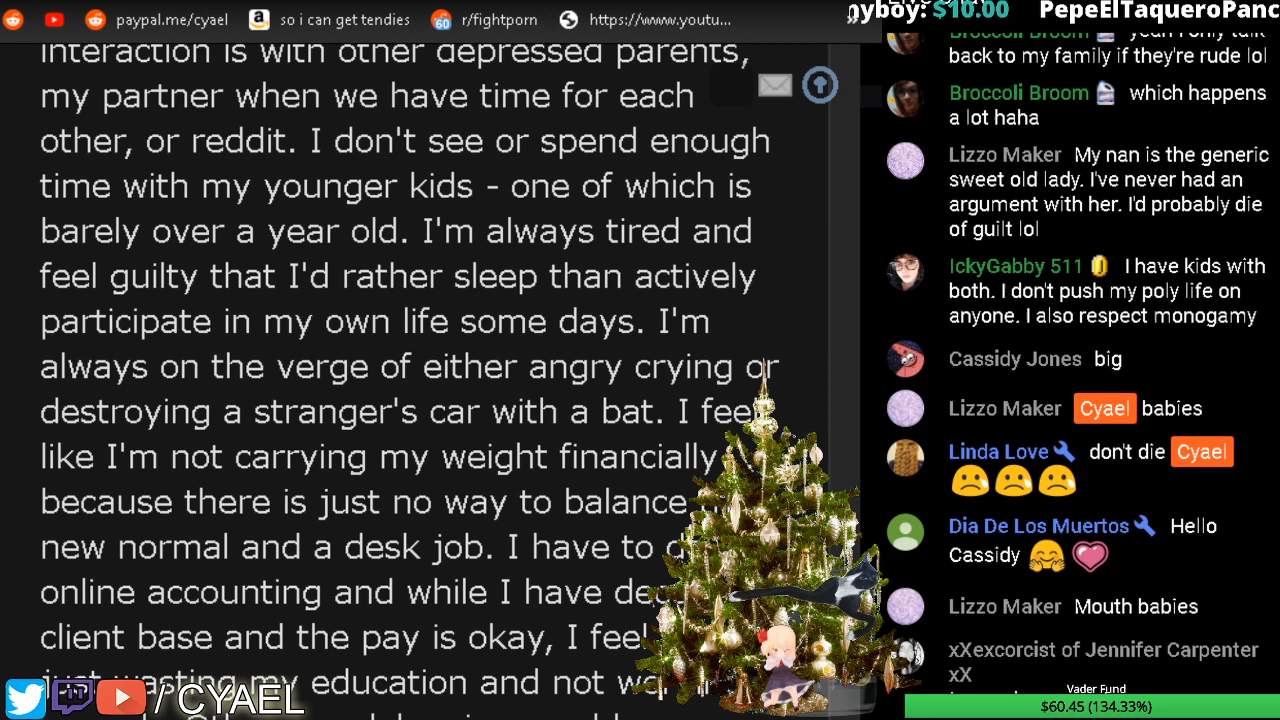 paypal.me/cyael so i can get tendies r/fightporn https://www.youtu...
60
interaction is with other depressed parents,
my partner when we have time for each
other, or reddit. I don't see or spend enough
time with my younger kids - one of which is
barely over a year old. I'm always tired and
feel guilty that I'd rather sleep than actively
participate in my own life some days. I'm
always on the verge of either angry crying or
destroying a stranger's car with a bat. I feel
like I'm not carrying my weight financially
because there is just no way to balance
new normal and a desk job. I have to
online accounting and while I have
client base and the pay is okay, I feel
just wasting my education and not
/ CYAEL
$10.00 PepeElTaqueroPanc
Broccoli Broom yeah I only talk
back to my family if they're rude lol
Broccoli Broom which happens
a lot haha
Lizzo Maker My nan is the generic
sweet old lady. I've never had an
argument with her. I'd probably die
of guilt lol
IckyGabby 511 I have kids with
both. I don't push my poly life on
anyone. I also respect monogamy
Cassidy Jones big
Lizzo Maker Cyael babies
Linda Love don't die Cyael
Dia De Los Muertos Hello
Cassidy
Lizzo Maker Mouth babies
xXexcorcist of Jennifer Carpenter
xX
Vader Fund
$60.45 (134.33%)